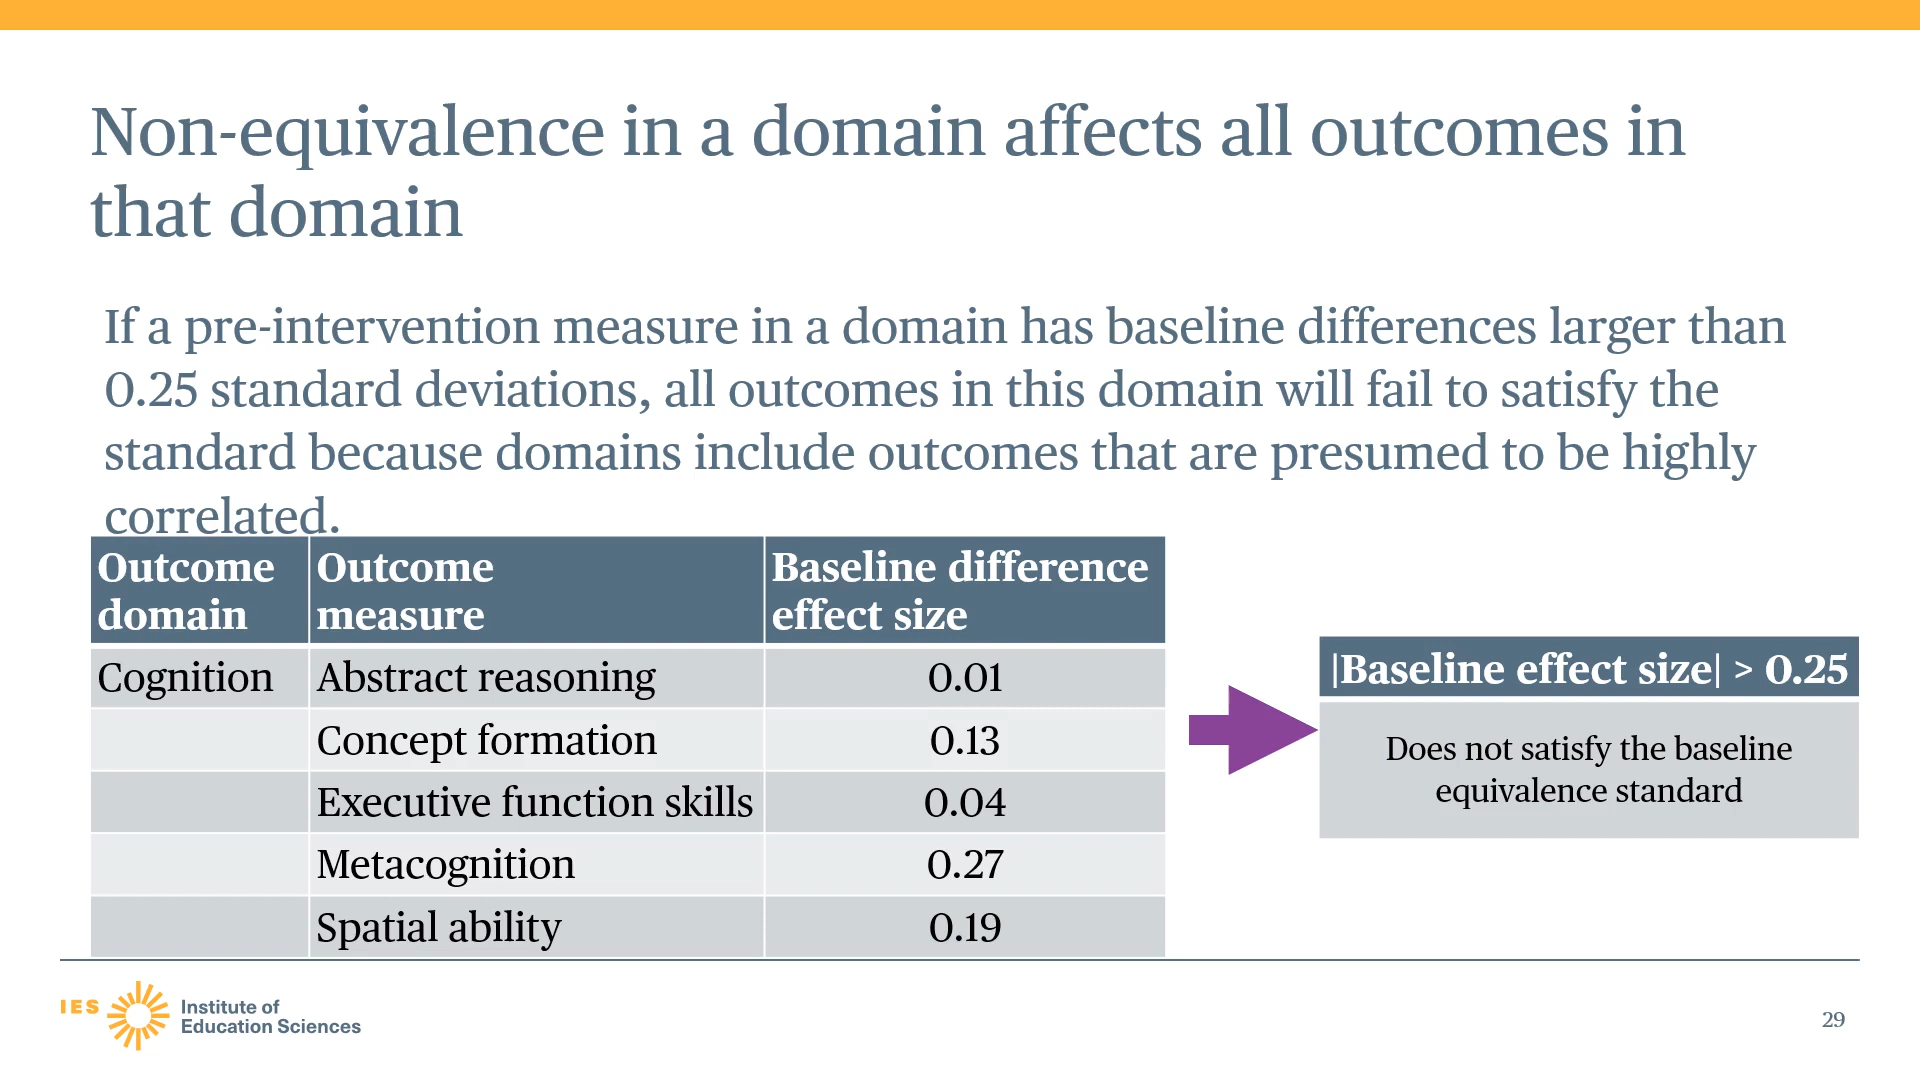 Non-equivalence in a domain affects all outcomes in
that domain
If a pre-intervention measure in a domain has baseline differences larger than
0.25 standard deviations, all outcomes in this domain will fail to satisfy the
standard because domains include outcomes that are presumed to be highly
correlated.
Outcome domain Outcome measure Baseline difference effect size
Cognition Abstract reasoning 0.01
Concept formation 0.13
Executive function skills 0.04
Metacognition 0.27
Spatial ability 0.19
|Baseline effect size| > 0.25
Does not satisfy the baseline
equivalence standard
IES Institute of
Education Sciences
29